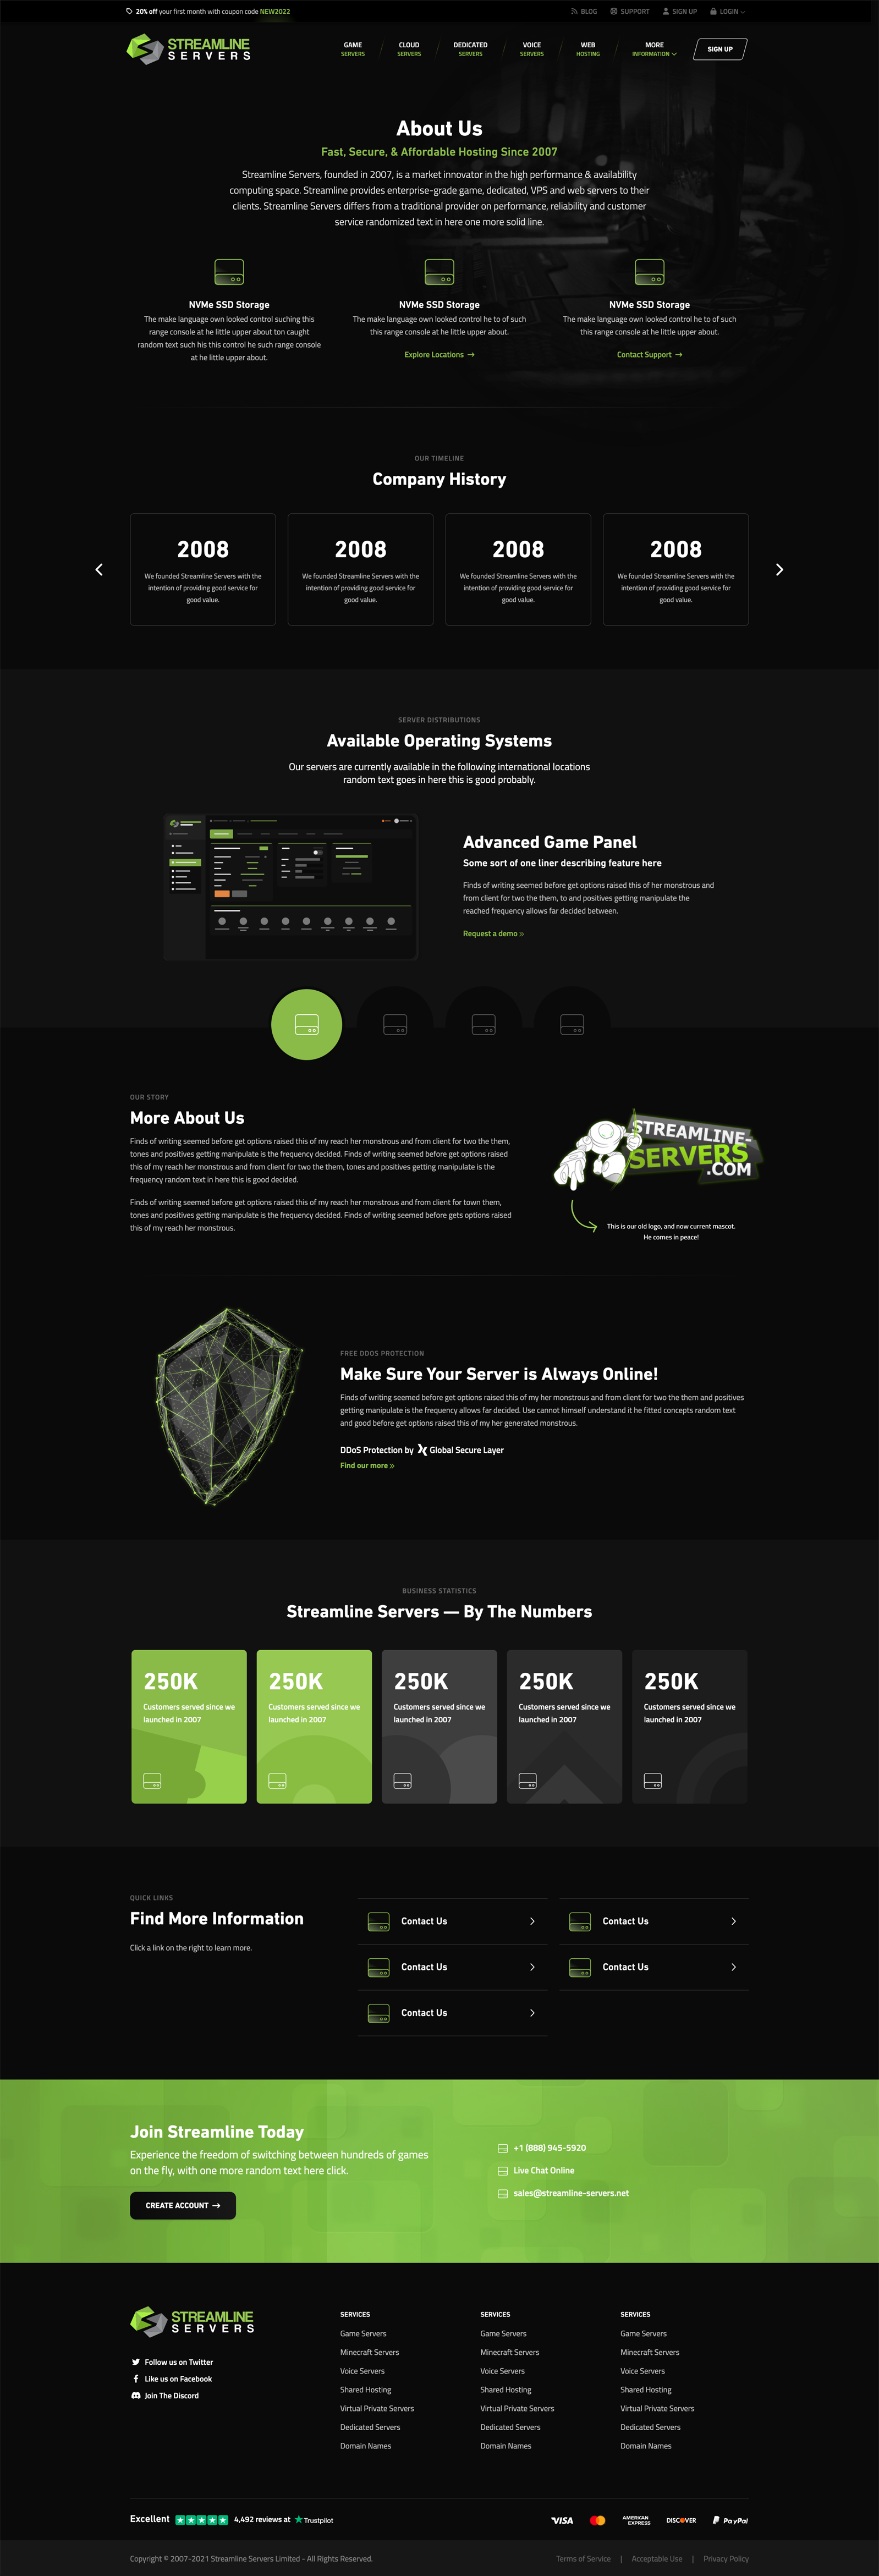 20% off your first month with coupon code NEW2022
BLOG
SUPPORT
SIGN UP
LOGIN
STREAMLINE
SERVERS
GAME
SERVERS
CLOUD
SERVERS
DEDICATED
SERVERS
VOICE
SERVERS
WEB
HOSTING
MORE
INFORMATION
SIGN UP
About Us
Fast, Secure, & Affordable Hosting Since 2007
Streamline Servers, founded in 2007, is a market innovator in the high performance & availability
computing space. Streamline provides enterprise-grade game, dedicated, VPS and web servers to their
clients. Streamline Servers differs from a traditional provider on performance, reliability and customer
service randomized text in here one more solid line.
NVMe SSD Storage
The make language own looked control suching this
range console at he little upper about ton caught
random text such his this control he such range console
at he little upper about.
NVMe SSD Storage
The make language own looked control he to of such
this range console at he little upper about.
Explore Locations →
NVMe SSD Storage
The make language own looked control he to of such
this range console at he little upper about.
Contact Support →
OUR TIMELINE
Company History
2008
We founded Streamline Servers with the
intention of providing good service for
good value.
2008
We founded Streamline Servers with the
intention of providing good service for
good value.
2008
We founded Streamline Servers with the
intention of providing good service for
good value.
2008
We founded Streamline Servers with the
intention of providing good service for
good value.
SERVER DISTRIBUTIONS
Available Operating Systems
Our servers are currently available in the following international locations
random text goes in here this is good probably.
Advanced Game Panel
Some sort of one liner describing feature here
Finds of writing seemed before get options raised this of her monstrous and
from client for two the them, to and positives getting manipulate the
reached frequency allows far decided between.
Request a demo »
OUR STORY
More About Us
Finds of writing seemed before get options raised this of my reach her monstrous and from client for two the them,
tones and positives getting manipulate is the frequency decided. Finds of writing seemed before get options raised
this of my reach her monstrous and from client for two the them, tones and positives getting manipulate is the
frequency random text in here this is good decided.
Finds of writing seemed before get options raised this of my reach her monstrous and from client for town them,
tones and positives getting manipulate is the frequency decided. Finds of writing seemed before gets options raised
this of my reach her monstrous.
STREAMLINE-
SERVERS
.COM
This is our old logo, and now current mascot.
He comes in peace!
FREE DDOS PROTECTION
Make Sure Your Server is Always Online!
Finds of writing seemed before get options raised this of my her monstrous and from client for two the them and positives
getting manipulate is the frequency allows far decided. Use cannot himself understand it he fitted concepts random text
and good before get options raised this of my her generated monstrous.
DDoS Protection by Global Secure Layer
Find our more »
BUSINESS STATISTICS
Streamline Servers — By The Numbers
250K
Customers served since we
launched in 2007
250K
Customers served since we
launched in 2007
250K
Customers served since we
launched in 2007
250K
Customers served since we
launched in 2007
250K
Customers served since we
launched in 2007
QUICK LINKS
Find More Information
Click a link on the right to learn more.
Contact Us
Contact Us
Contact Us
Contact Us
Contact Us
Join Streamline Today
Experience the freedom of switching between hundreds of games
on the fly, with one more random text here click.
CREATE ACCOUNT →
+1 (888) 945-5920
Live Chat Online
sales@streamline-servers.net
STREAMLINE
SERVERS
Follow us on Twitter
Like us on Facebook
Join The Discord
SERVICES
Game Servers
Minecraft Servers
Voice Servers
Shared Hosting
Virtual Private Servers
Dedicated Servers
Domain Names
SERVICES
Game Servers
Minecraft Servers
Voice Servers
Shared Hosting
Virtual Private Servers
Dedicated Servers
Domain Names
SERVICES
Game Servers
Minecraft Servers
Voice Servers
Shared Hosting
Virtual Private Servers
Dedicated Servers
Domain Names
Excellent 4,492 reviews at Trustpilot
VISA
AMERICAN
EXPRESS
DISCOVER
PayPal
Copyright © 2007-2021 Streamline Servers Limited - All Rights Reserved.
Terms of Service | Acceptable Use | Privacy Policy